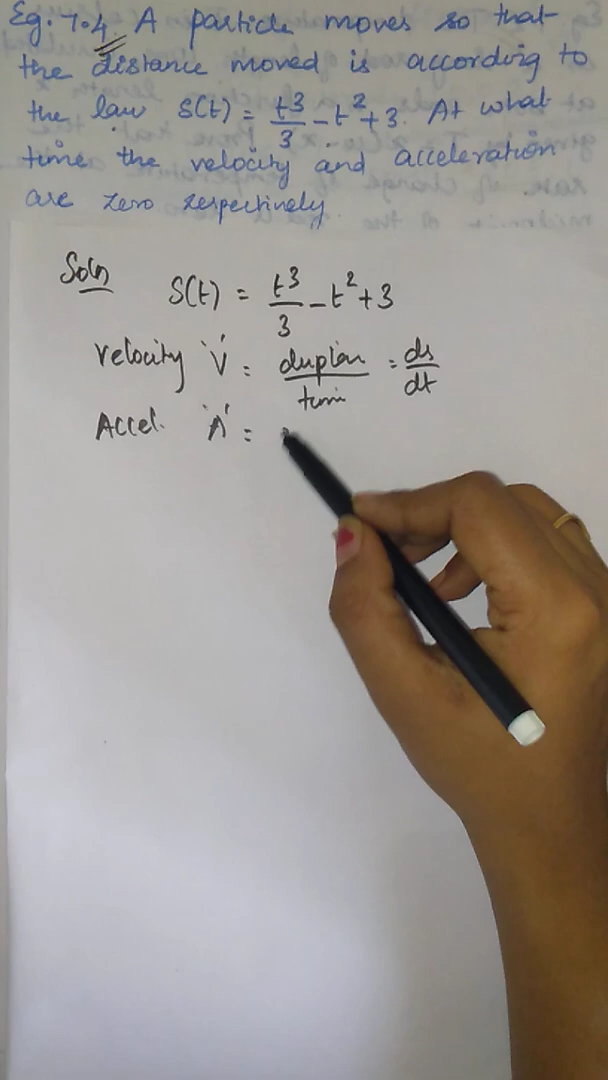 Eg. 7.4 A particle moves so that
the distance moved is according to
the law S(t) = t³/3 - t² + 3. At what
time the velocity and acceleration
are zero respectively
Soln S(t) = t³/3 - t² + 3
Velocity 'V' = / = ds/dt
Accel. 'A' =